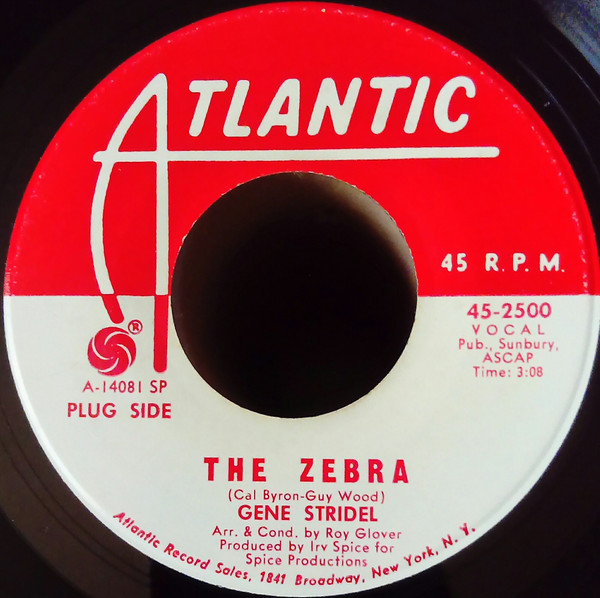 ATLANTIC
45 R.P.M.
®
45-2500
VOCAL
Pub., Sunbury,
ASCAP
Time: 3:08
A-14081 SP
PLUG SIDE
THE ZEBRA
(Cal Byron-Guy Wood)
GENE STRIDEL
Arr. & Cond. by Roy Glover
Produced by Irv Spice for
Spice Productions
Atlantic Record Sales, 1841 Broadway, New York, N. Y.